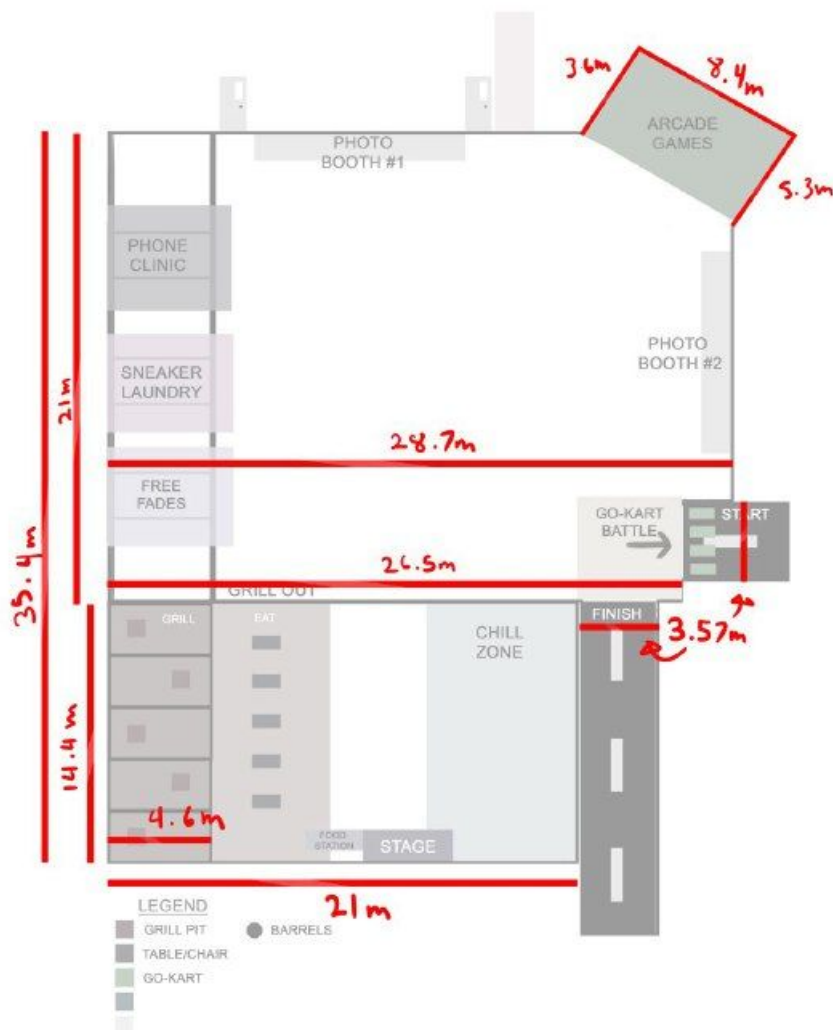 3.6m
8.4m
ARCADE
GAMES
5.3m
PHOTO
BOOTH #1
PHONE
CLINIC
PHOTO
BOOTH #2
SNEAKER
LAUNDRY
21m
28.7m
FREE
FADES
GO-KART
BATTLE
START
35.4m
26.5m
GRILL OUT
GRILL
EAT
CHILL
ZONE
FINISH
3.57m
14.4m
4.6m
FOOD
STATION
STAGE
21m
LEGEND
GRILL PIT
BARRELS
TABLE/CHAIR
GO-KART